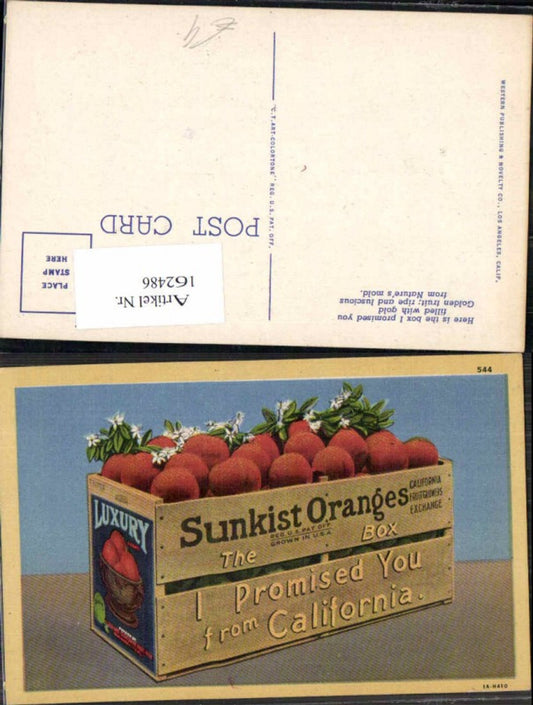 POST CARD
PLACE
STAMP
HERE
Artikel Nr.
162486
"C.T. ART-COLORTONE" REG. U.S. PAT. OFF.
Here is the box I promised you
filled with gold
Golden fruit; ripe and luscious
from Nature's mold.
WESTERN PUBLISHING & NOVELTY CO., LOS ANGELES, CALIF.
544
LUXURY
Sunkist Oranges
REG. U.S. PAT. OFF.
GROWN IN U.S.A.
CALIFORNIA
FRUITGROWERS
EXCHANGE
The Box
I Promised You
from California.
5A-H450